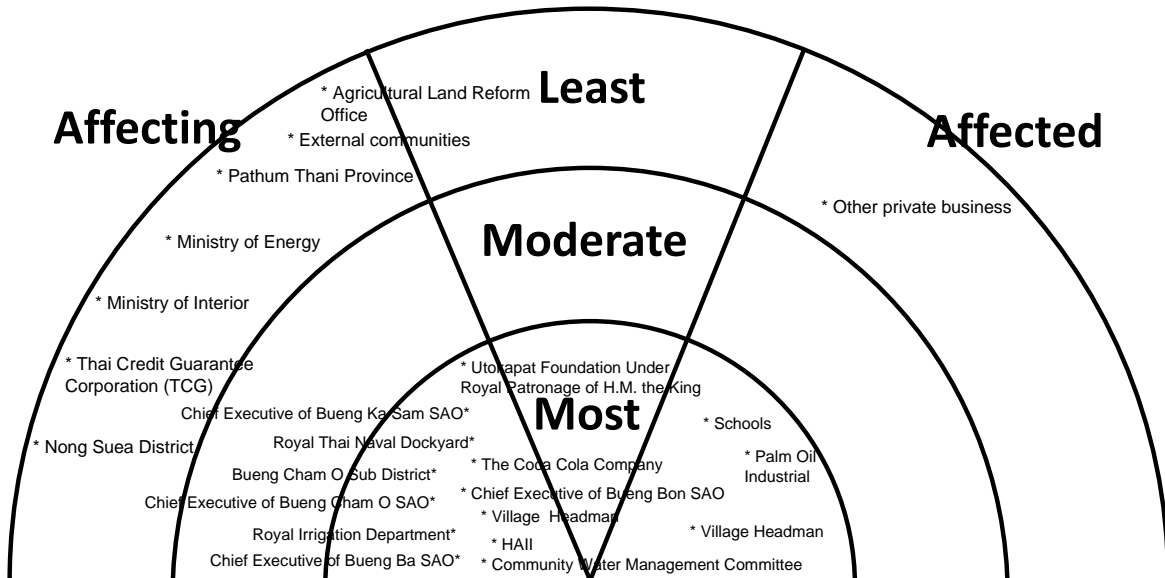 Least
* Agricultural Land Reform
Office
Affecting
Affected
* External communities
* Pathum Thani Province
* Other private business
* Ministry of Energy
Moderate
* Ministry of Interior
* Thai Credit Guarantee
Corporation (TCG)
* Utokapat Foundation Under
Royal Patronage of H.M. the King
Chief Executive of Bueng Ka Sam SAO*
Most
* Schools
* Nong Suea District
Royal Thai Naval Dockyard*
* Palm Oil
Industrial
Bueng Cham O Sub District*
* The Coca Cola Company
Chief Executive of Bueng Cham O SAO*
* Chief Executive of Bueng Bon SAO
* Village Headman
Royal Irrigation Department*
* Village Headman
* HAII
Chief Executive of Bueng Ba SAO*
* Community Water Management Committee